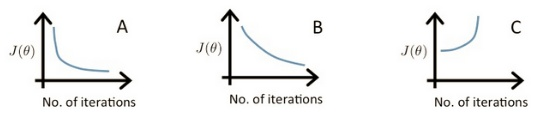 A
J(θ)
No. of iterations
B
J(θ)
No. of iterations
C
J(θ)
No. of iterations